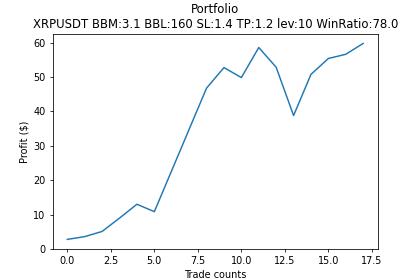 Portfolio
XRPUSDT BBM:3.1 BBL:160 SL:1.4 TP:1.2 lev:10 WinRatio:78.0
60
50
40
30
20
10
0
Profit ($)
0.0 2.5 5.0 7.5 10.0 12.5 15.0 17.5
Trade counts